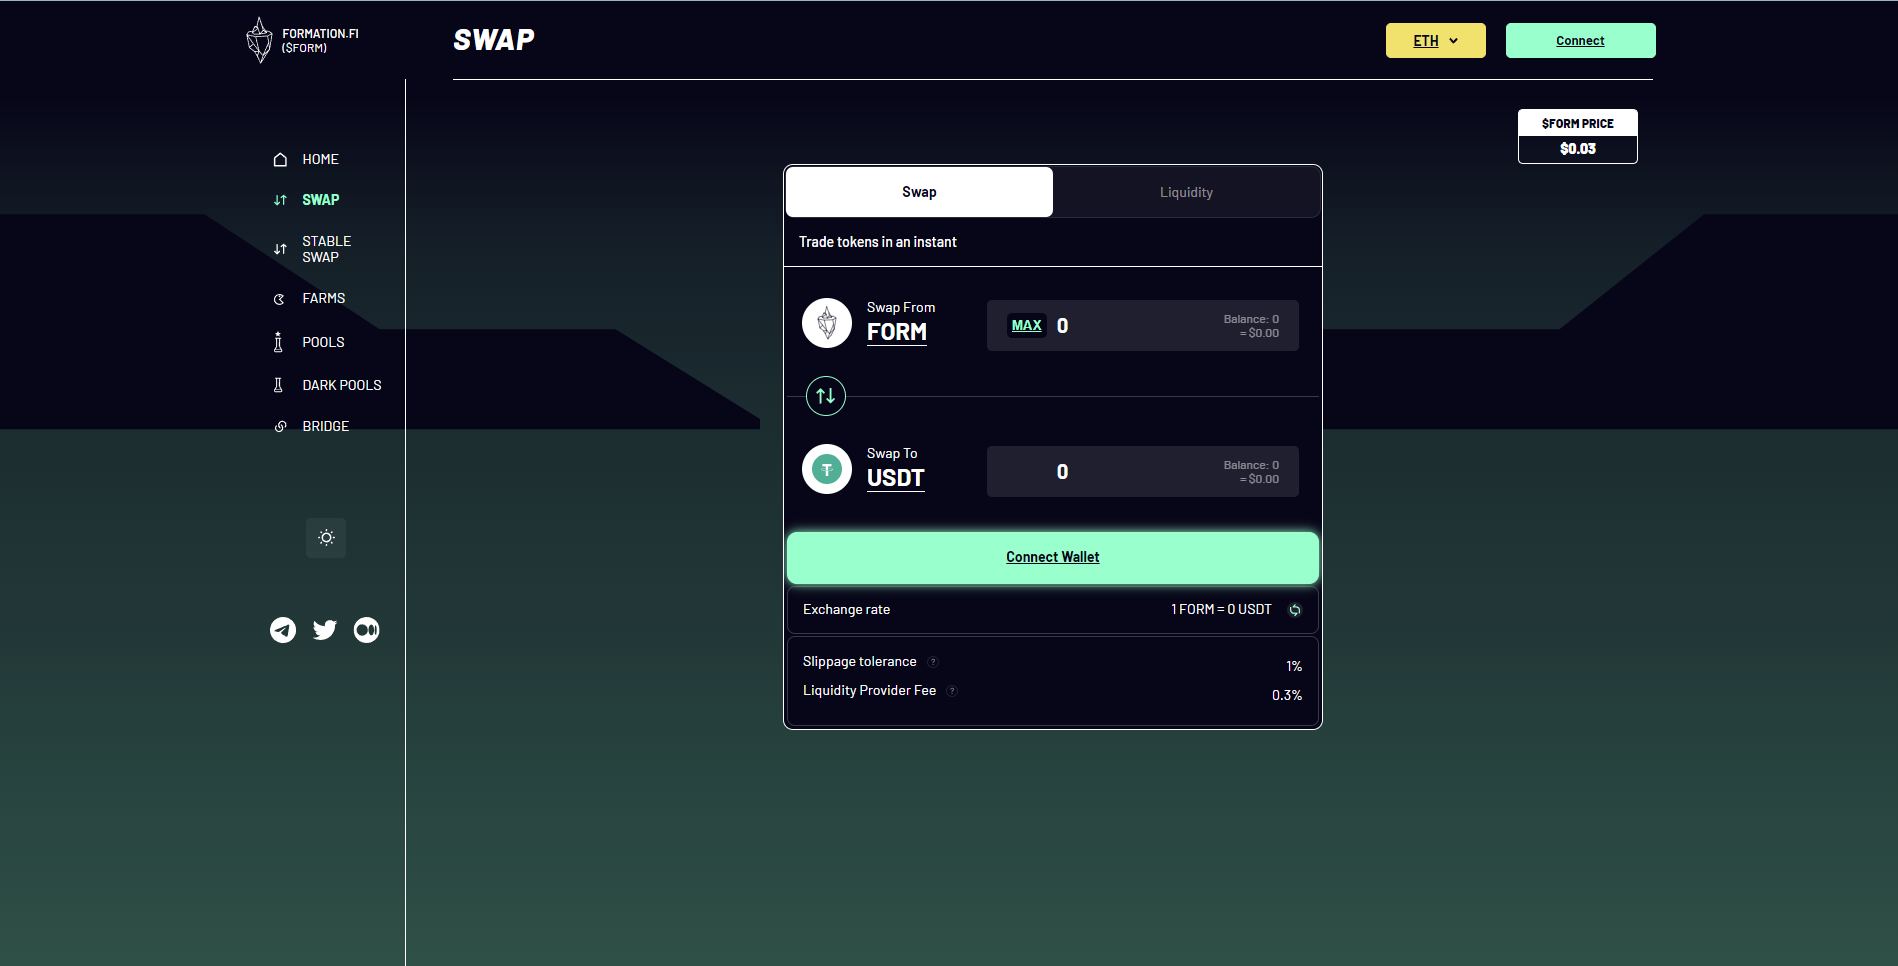 FORMATION.FI
($FORM)
SWAP
ETH
Connect
$FORM PRICE
$0.03
HOME
SWAP
STABLE
SWAP
FARMS
POOLS
DARK POOLS
BRIDGE
Swap
Liquidity
Trade tokens in an instant
Swap From
FORM
MAX 0
Balance: 0
= $0.00
Swap To
USDT
0
Balance: 0
= $0.00
Connect Wallet
Exchange rate
1 FORM = 0 USDT
Slippage tolerance ?
1%
Liquidity Provider Fee ?
0.3%